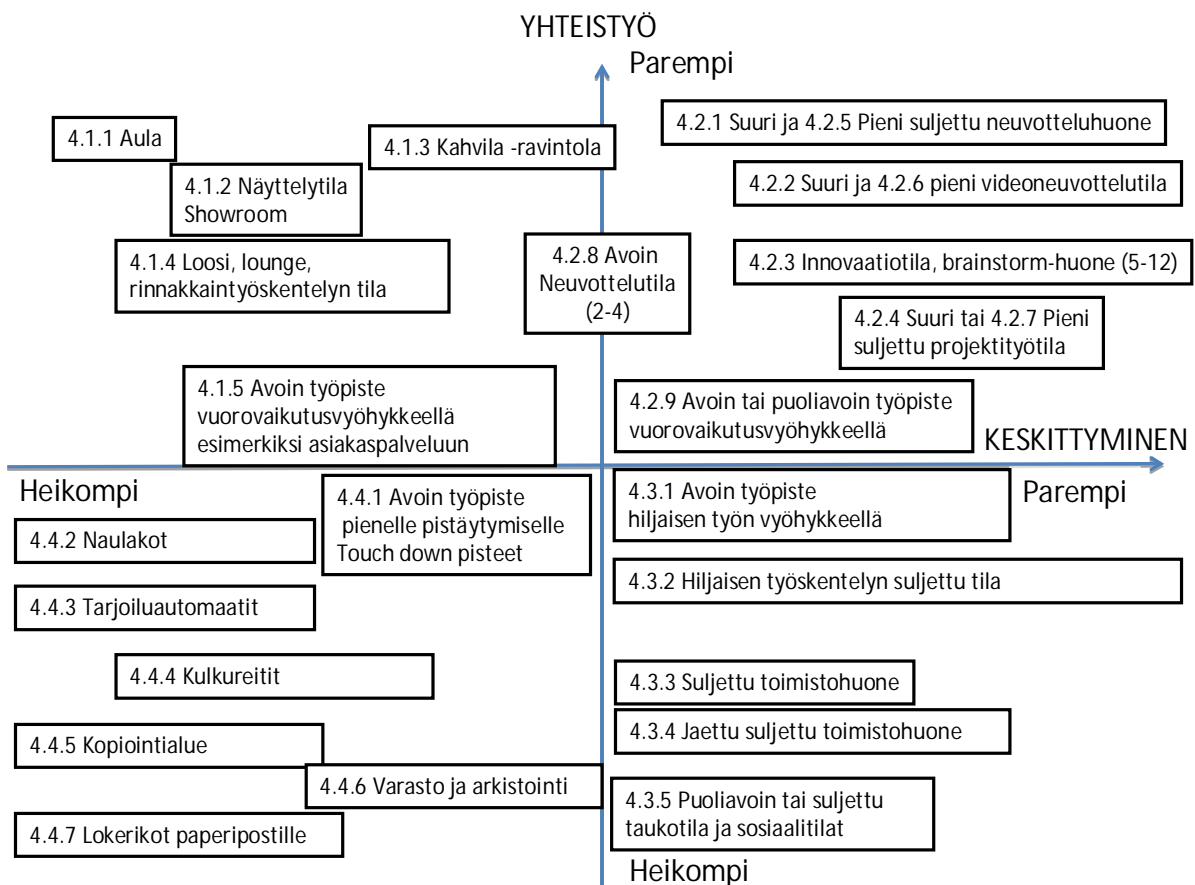 YHTEISTYÖ
Parempi
4.1.1 Aula
4.1.3 Kahvila -ravintola
4.2.1 Suuri ja 4.2.5 Pieni suljettu neuvotteluhuone
4.1.2 Näyttelytila
Showroom
4.2.2 Suuri ja 4.2.6 pieni videoneuvottelutila
4.1.4 Loosi, lounge,
rinnakkaintyöskentelyn tila
4.2.8 Avoin
Neuvottelutila
(2-4)
4.2.3 Innovaatiotila, brainstorm-huone (5-12)
4.2.4 Suuri tai 4.2.7 Pieni
suljettu projektityötila
4.1.5 Avoin työpiste
vuorovaikutusvyöhykkeellä
esimerkiksi asiakaspalveluun
4.2.9 Avoin tai puoliavoin työpiste
vuorovaikutusvyöhykkeellä
KESKITTYMINEN
Heikompi
Parempi
4.4.1 Avoin työpiste
pienelle pistäytymiselle
Touch down pisteet
4.3.1 Avoin työpiste
hiljaisen työn vyöhykkeellä
4.4.2 Naulakot
4.3.2 Hiljaisen työskentelyn suljettu tila
4.4.3 Tarjoiluautomaatit
4.4.4 Kulkureitit
4.3.3 Suljettu toimistohuone
4.4.5 Kopiointialue
4.3.4 Jaettu suljettu toimistohuone
4.4.6 Varasto ja arkistointi
4.3.5 Puoliavoin tai suljettu
taukotila ja sosiaalitilat
4.4.7 Lokerikot paperipostille
Heikompi